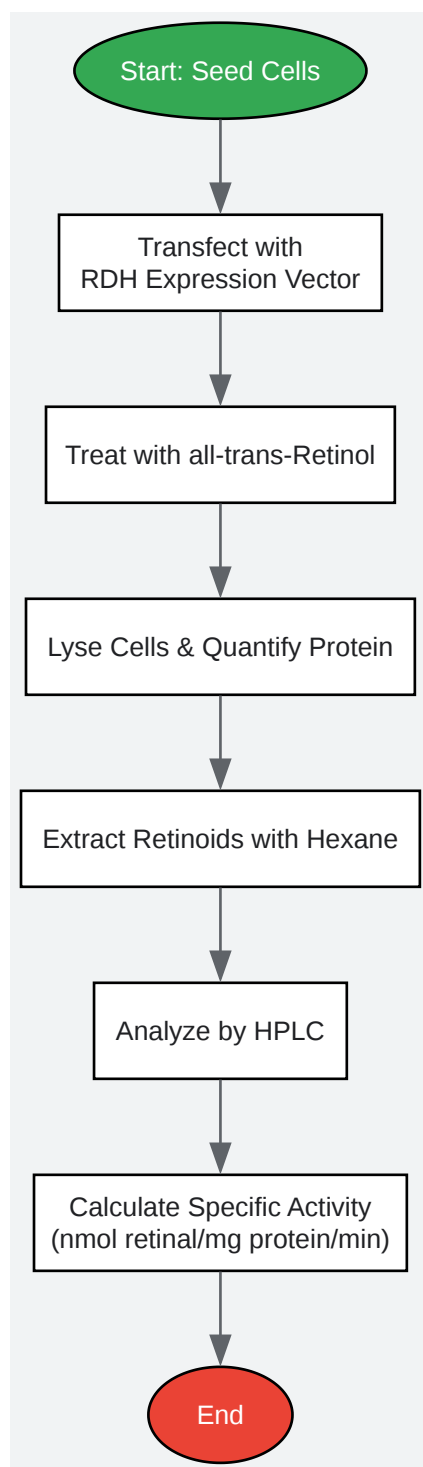 Start: Seed Cells
Transfect with
RDH Expression Vector
Treat with all-trans-Retinol
Lyse Cells & Quantify Protein
Extract Retinoids with Hexane
Analyze by HPLC
Calculate Specific Activity
(nmol retinal/mg protein/min)
End